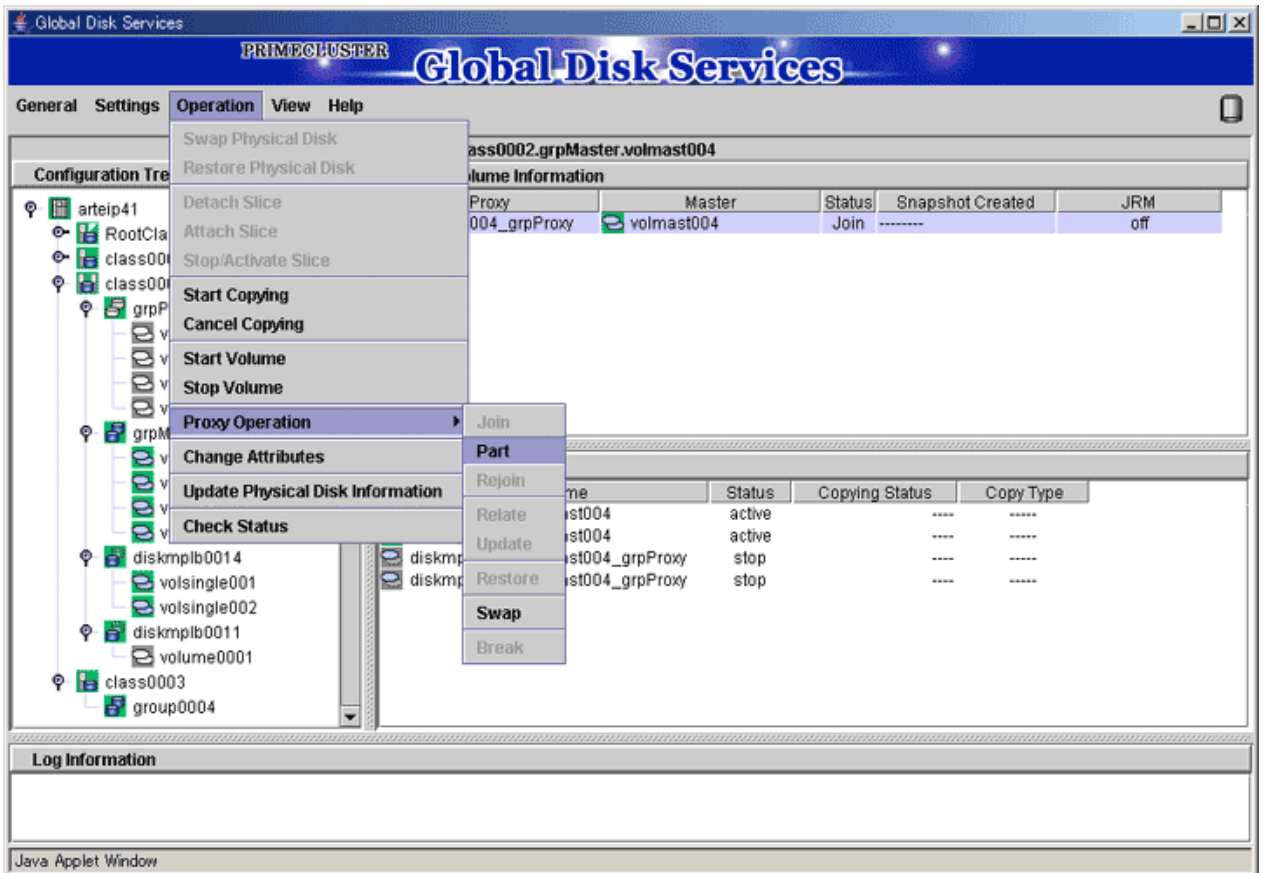 Global Disk Services
PRIMECLUSTER Global Disk Services
General Settings Operation View Help
Swap Physical Disk
Restore Physical Disk
Detach Slice
Attach Slice
Stop/Activate Slice
Start Copying
Cancel Copying
Start Volume
Stop Volume
Proxy Operation
Change Attributes
Update Physical Disk Information
Check Status
Join
Part
Rejoin
Relate
Update
Restore
Swap
Break
ass0002.grpMaster.volmast004
Configuration Tre
lume Information
arteip41
RootCla
class00
class00
grpP
v
v
v
v
grpM
v
v
v
v
diskmplb0014
volsingle001
volsingle002
diskmplb0011
volume0001
class0003
group0004
Proxy Master Status Snapshot Created JRM
004_grpProxy volmast004 Join -------- off
me Status Copying Status Copy Type
st004 active ---- -----
st004 active ---- -----
diskmp ast004_grpProxy stop ---- -----
diskmp ast004_grpProxy stop ---- -----
Log Information
Java Applet Window